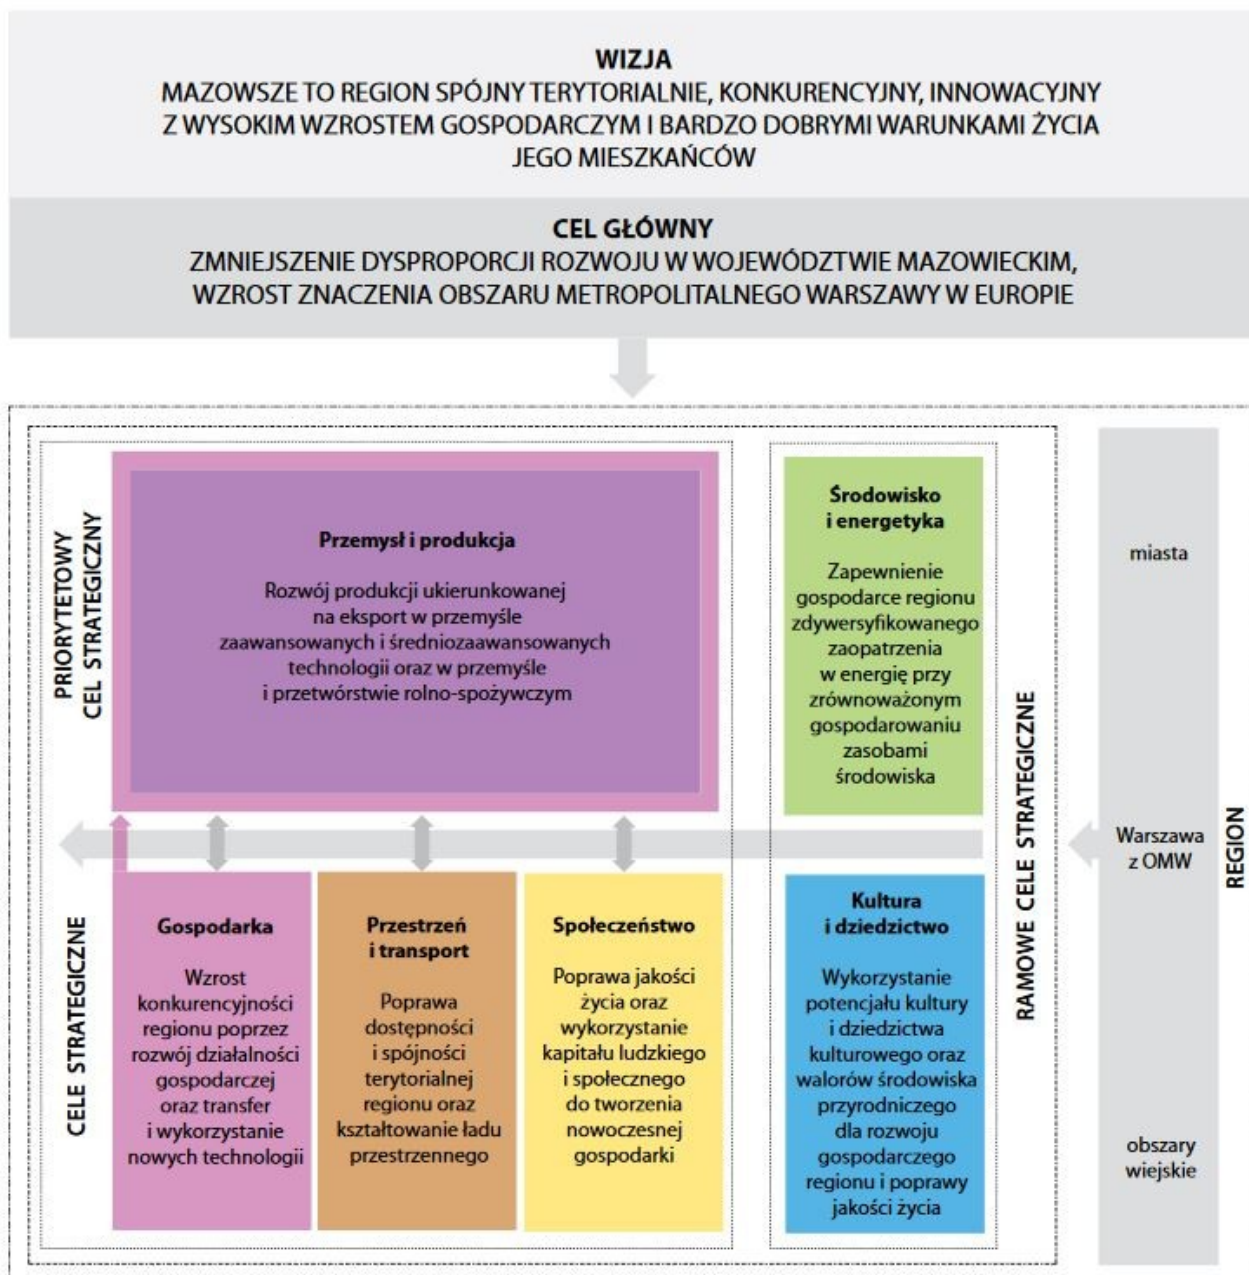 WIZJA
MAZOWSZE TO REGION SPÓJNY TERYTORIALNIE, KONKURENCYJNY, INNOWACYJNY
Z WYSOKIM WZROSTEM GOSPODARCZYM I BARDZO DOBRYMI WARUNKAMI ŻYCIA
JEGO MIESZKAŃCÓW
CEL GŁÓWNY
ZMNIEJSZENIE DYSPROPORCJI ROZWOJU W WOJEWÓDZTWIE MAZOWIECKIM,
WZROST ZNACZENIA OBSZARU METROPOLITALNEGO WARSZAWY W EUROPIE
PRIORYTETOWY
CEL STRATEGICZNY
Przemysł i produkcja
Rozwój produkcji ukierunkowanej
na eksport w przemyśle
zaawansowanych i średniozaawansowanych
technologii oraz w przemyśle
i przetwórstwie rolno-spożywczym
Środowisko
i energetyka
Zapewnienie
gospodarce regionu
zdywersyfikowanego
zaopatrzenia
w energię przy
zrównoważonym
gospodarowaniu
zasobami
środowiska
CELE STRATEGICZNE
Gospodarka
Wzrost
konkurencyjności
regionu poprzez
rozwój działalności
gospodarczej
oraz transfer
i wykorzystanie
nowych technologii
Przestrzeń
i transport
Poprawa
dostępności
i spójności
terytorialnej
regionu oraz
kształtowanie ładu
przestrzennego
Społeczeństwo
Poprawa jakości
życia oraz
wykorzystanie
kapitału ludzkiego
i społecznego
do tworzenia
nowoczesnej
gospodarki
Kultura
i dziedzictwo
Wykorzystanie
potencjału kultury
i dziedzictwa
kulturowego oraz
walorów środowiska
przyrodniczego
dla rozwoju
gospodarczego
regionu i poprawy
jakości życia
RAMOWE CELE STRATEGICZNE
miasta
Warszawa
z OMW
obszary
wiejskie
REGION